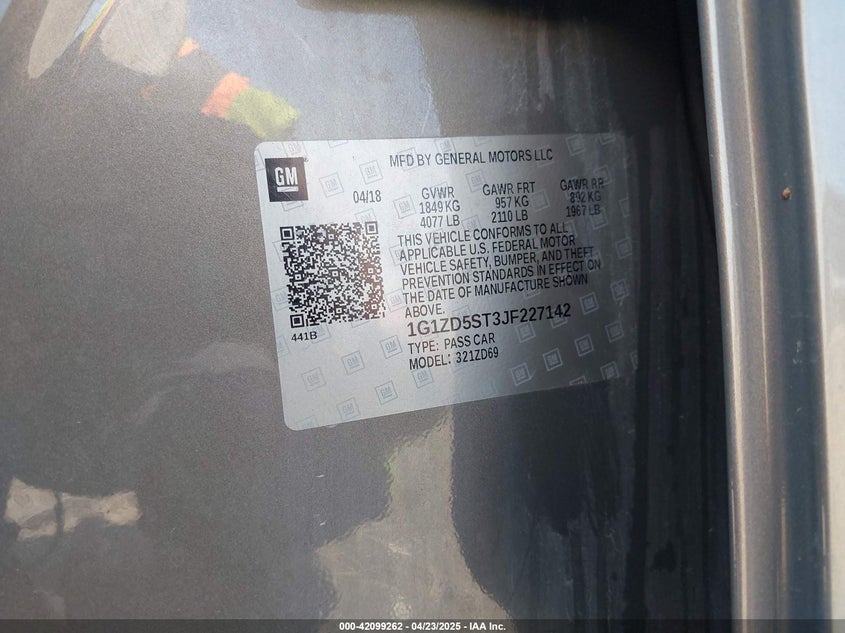 MFD BY GENERAL MOTORS LLC
GM
04/18
GVWR GAWR FRT GAWR RR
1849 KG 957 KG 892 KG
4077 LB 2110 LB 1967 LB
THIS VEHICLE CONFORMS TO ALL
APPLICABLE U.S. FEDERAL MOTOR
VEHICLE SAFETY, BUMPER, AND THEFT
PREVENTION STANDARDS IN EFFECT ON
THE DATE OF MANUFACTURE SHOWN
ABOVE.
441B
1G1ZD5ST3JF227142
TYPE: PASS CAR
MODEL: 321ZD69
000-42099262 - 04/23/2025 - IAA Inc.